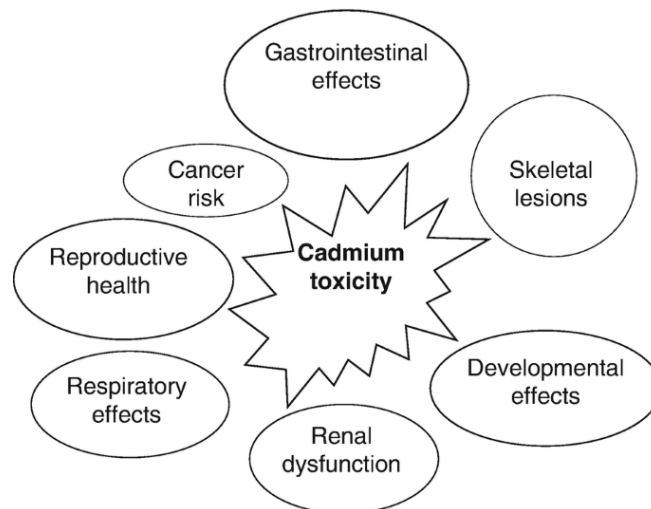 Gastrointestinal
effects
Cancer
risk
Skeletal
lesions
Cadmium
toxicity
Reproductive
health
Respiratory
effects
Developmental
effects
Renal
dysfunction